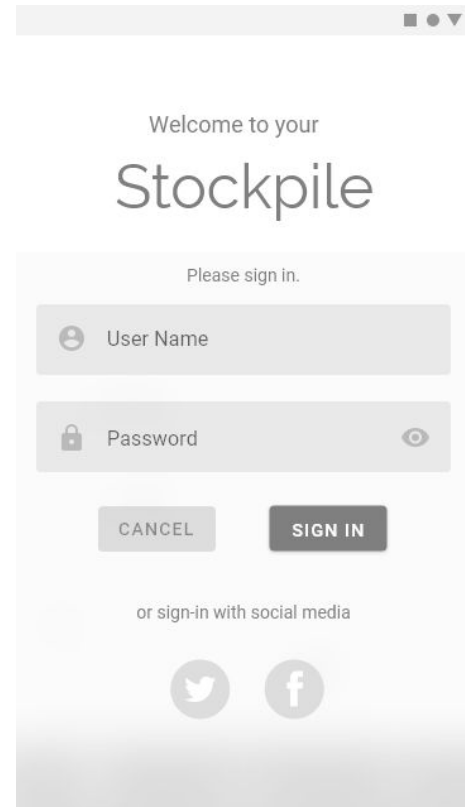 Welcome to your
Stockpile
Please sign in.
User Name
Password
CANCEL SIGN IN
or sign-in with social media